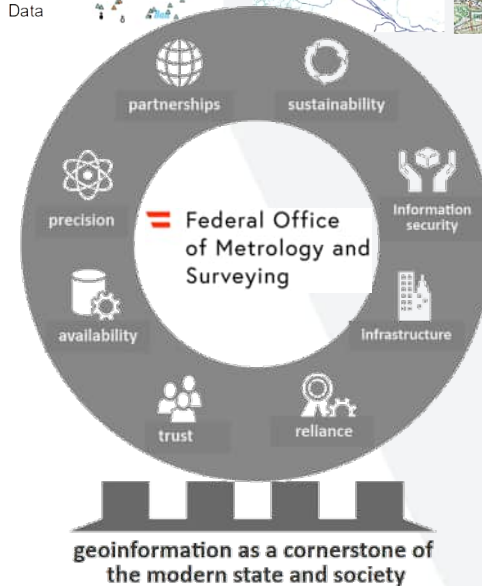 Data
partnerships
sustainability
precision
Information
security
Federal Office
of Metrology and
Surveying
availability
Infrastructure
trust
reliance
geoinformation as a cornerstone of
the modern state and society